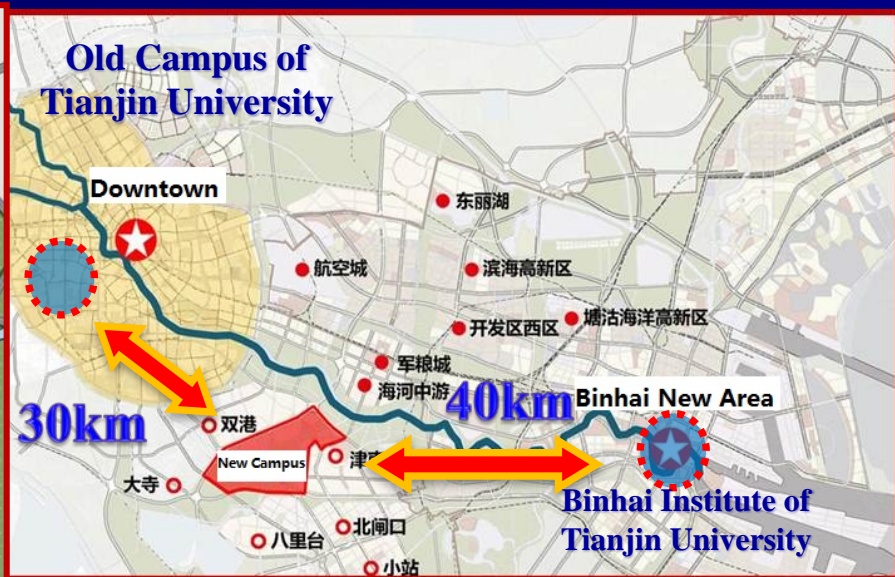 Old Campus of
Tianjin University
Downtown
东丽湖
航空城
滨海高新区
开发区西区
塘沽海洋高新区
军粮城
海河中游
40km
Binhai New Area
30km
双港
New Campus
津南
大寺
Binhai Institute of
Tianjin University
北闸口
八里台
小站